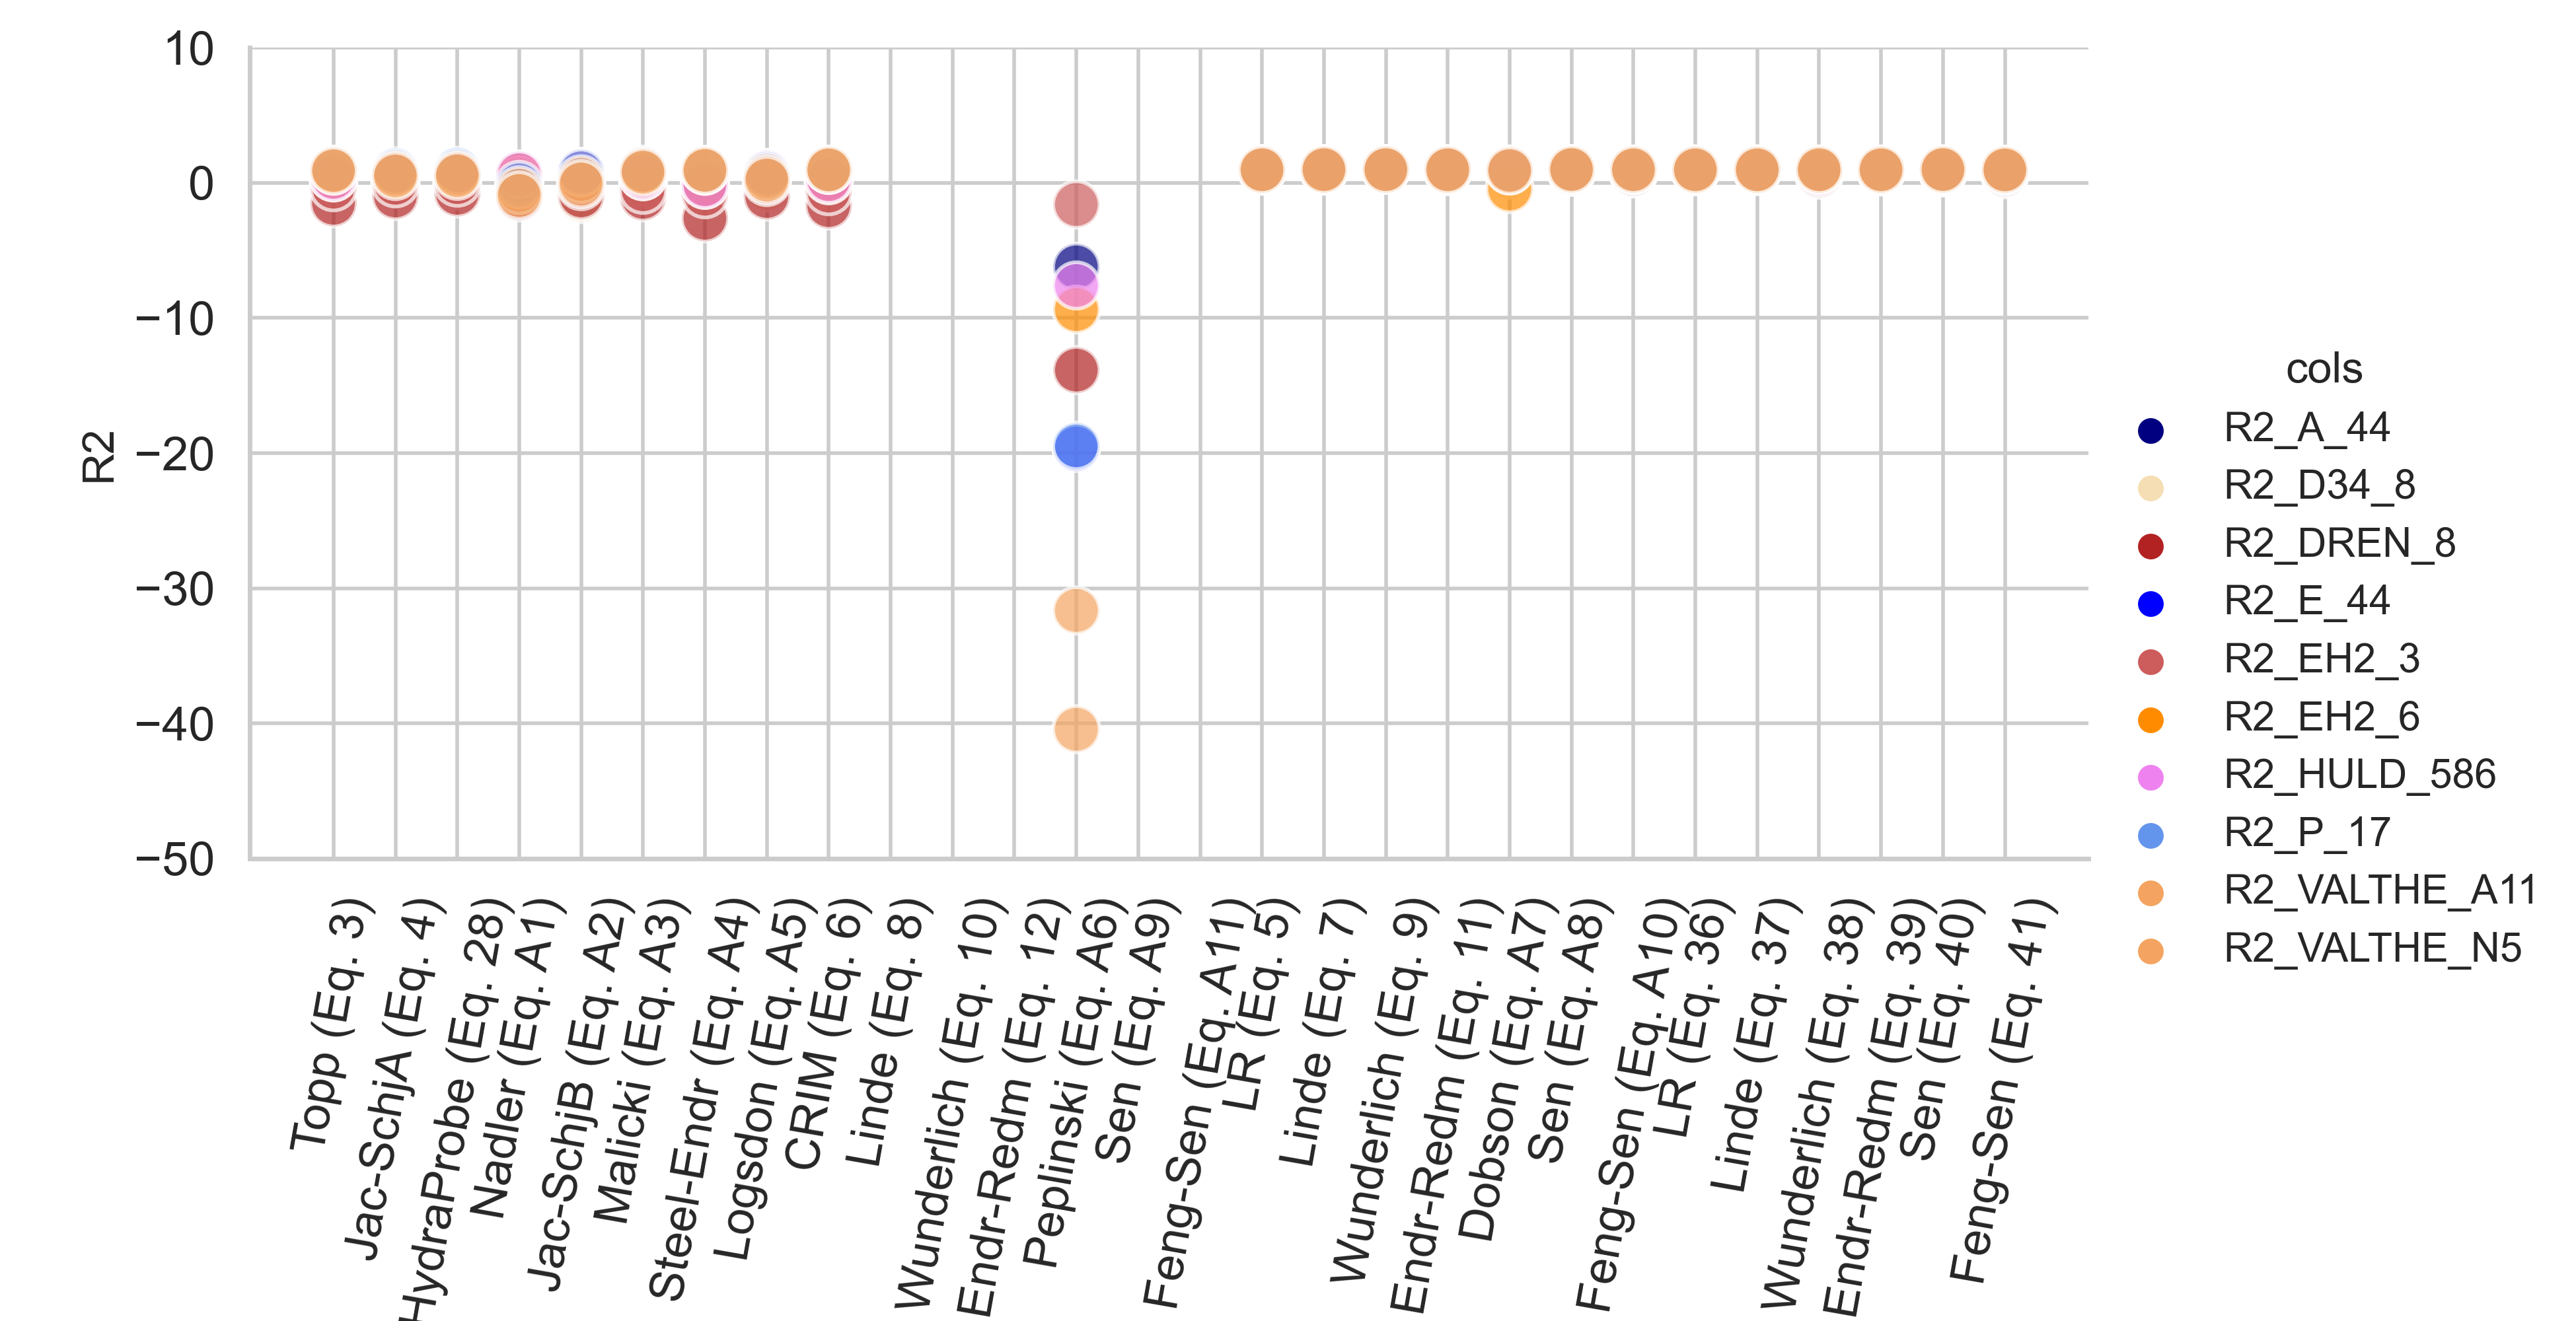 10
0
−10
−20
−30
−40
−50
R2
Topp (Eq. 3)
Jac-SchjA (Eq. 4)
HydraProbe (Eq. 28)
Nadler (Eq. A1)
Jac-SchjB (Eq. A2)
Malicki (Eq. A3)
Steel-Endr (Eq. A4)
Logsdon (Eq. A5)
CRIM (Eq. 6)
Linde (Eq. 8)
Wunderlich (Eq. 10)
Endr-Redm (Eq. 12)
Peplinski (Eq. A6)
Sen (Eq. A9)
Feng-Sen (Eq. A11)
LR (Eq. 5)
Linde (Eq. 7)
Wunderlich (Eq. 9)
Endr-Redm (Eq. 11)
Dobson (Eq. A7)
Sen (Eq. A8)
Feng-Sen (Eq. A10)
LR (Eq. 36)
Linde (Eq. 37)
Wunderlich (Eq. 38)
Endr-Redm (Eq. 39)
Sen (Eq. 40)
Feng-Sen (Eq. 41)
cols
R2_A_44
R2_D34_8
R2_DREN_8
R2_E_44
R2_EH2_3
R2_EH2_6
R2_HULD_586
R2_P_17
R2_VALTHE_A11
R2_VALTHE_N5